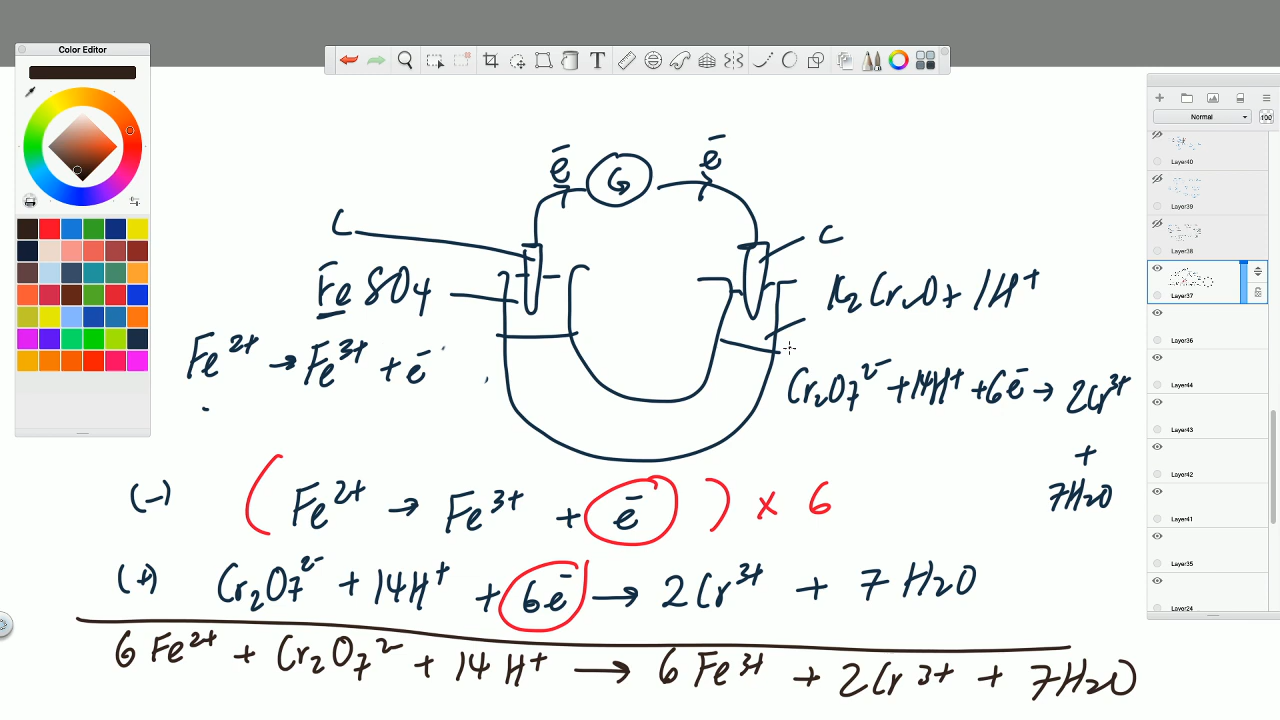 Color Editor
Normal
100
Layer40
Layer39
Layer38
Layer37
Layer36
Layer44
Layer43
Layer42
Layer41
Layer35
Layer24
T
e⁻ G e⁻
C C
FeSO4 K2Cr2O7 / H⁺
Fe²⁺ → Fe³⁺ + e⁻
Cr2O7²⁻ + 14H⁺ + 6e⁻ → 2Cr³⁺
+
7H2O
(-) ( Fe²⁺ → Fe³⁺ + e⁻ ) × 6
(+) Cr2O7²⁻ + 14H⁺ + 6e⁻ → 2Cr³⁺ + 7H2O
6Fe²⁺ + Cr2O7²⁻ + 14H⁺ → 6Fe³⁺ + 2Cr³⁺ + 7H2O